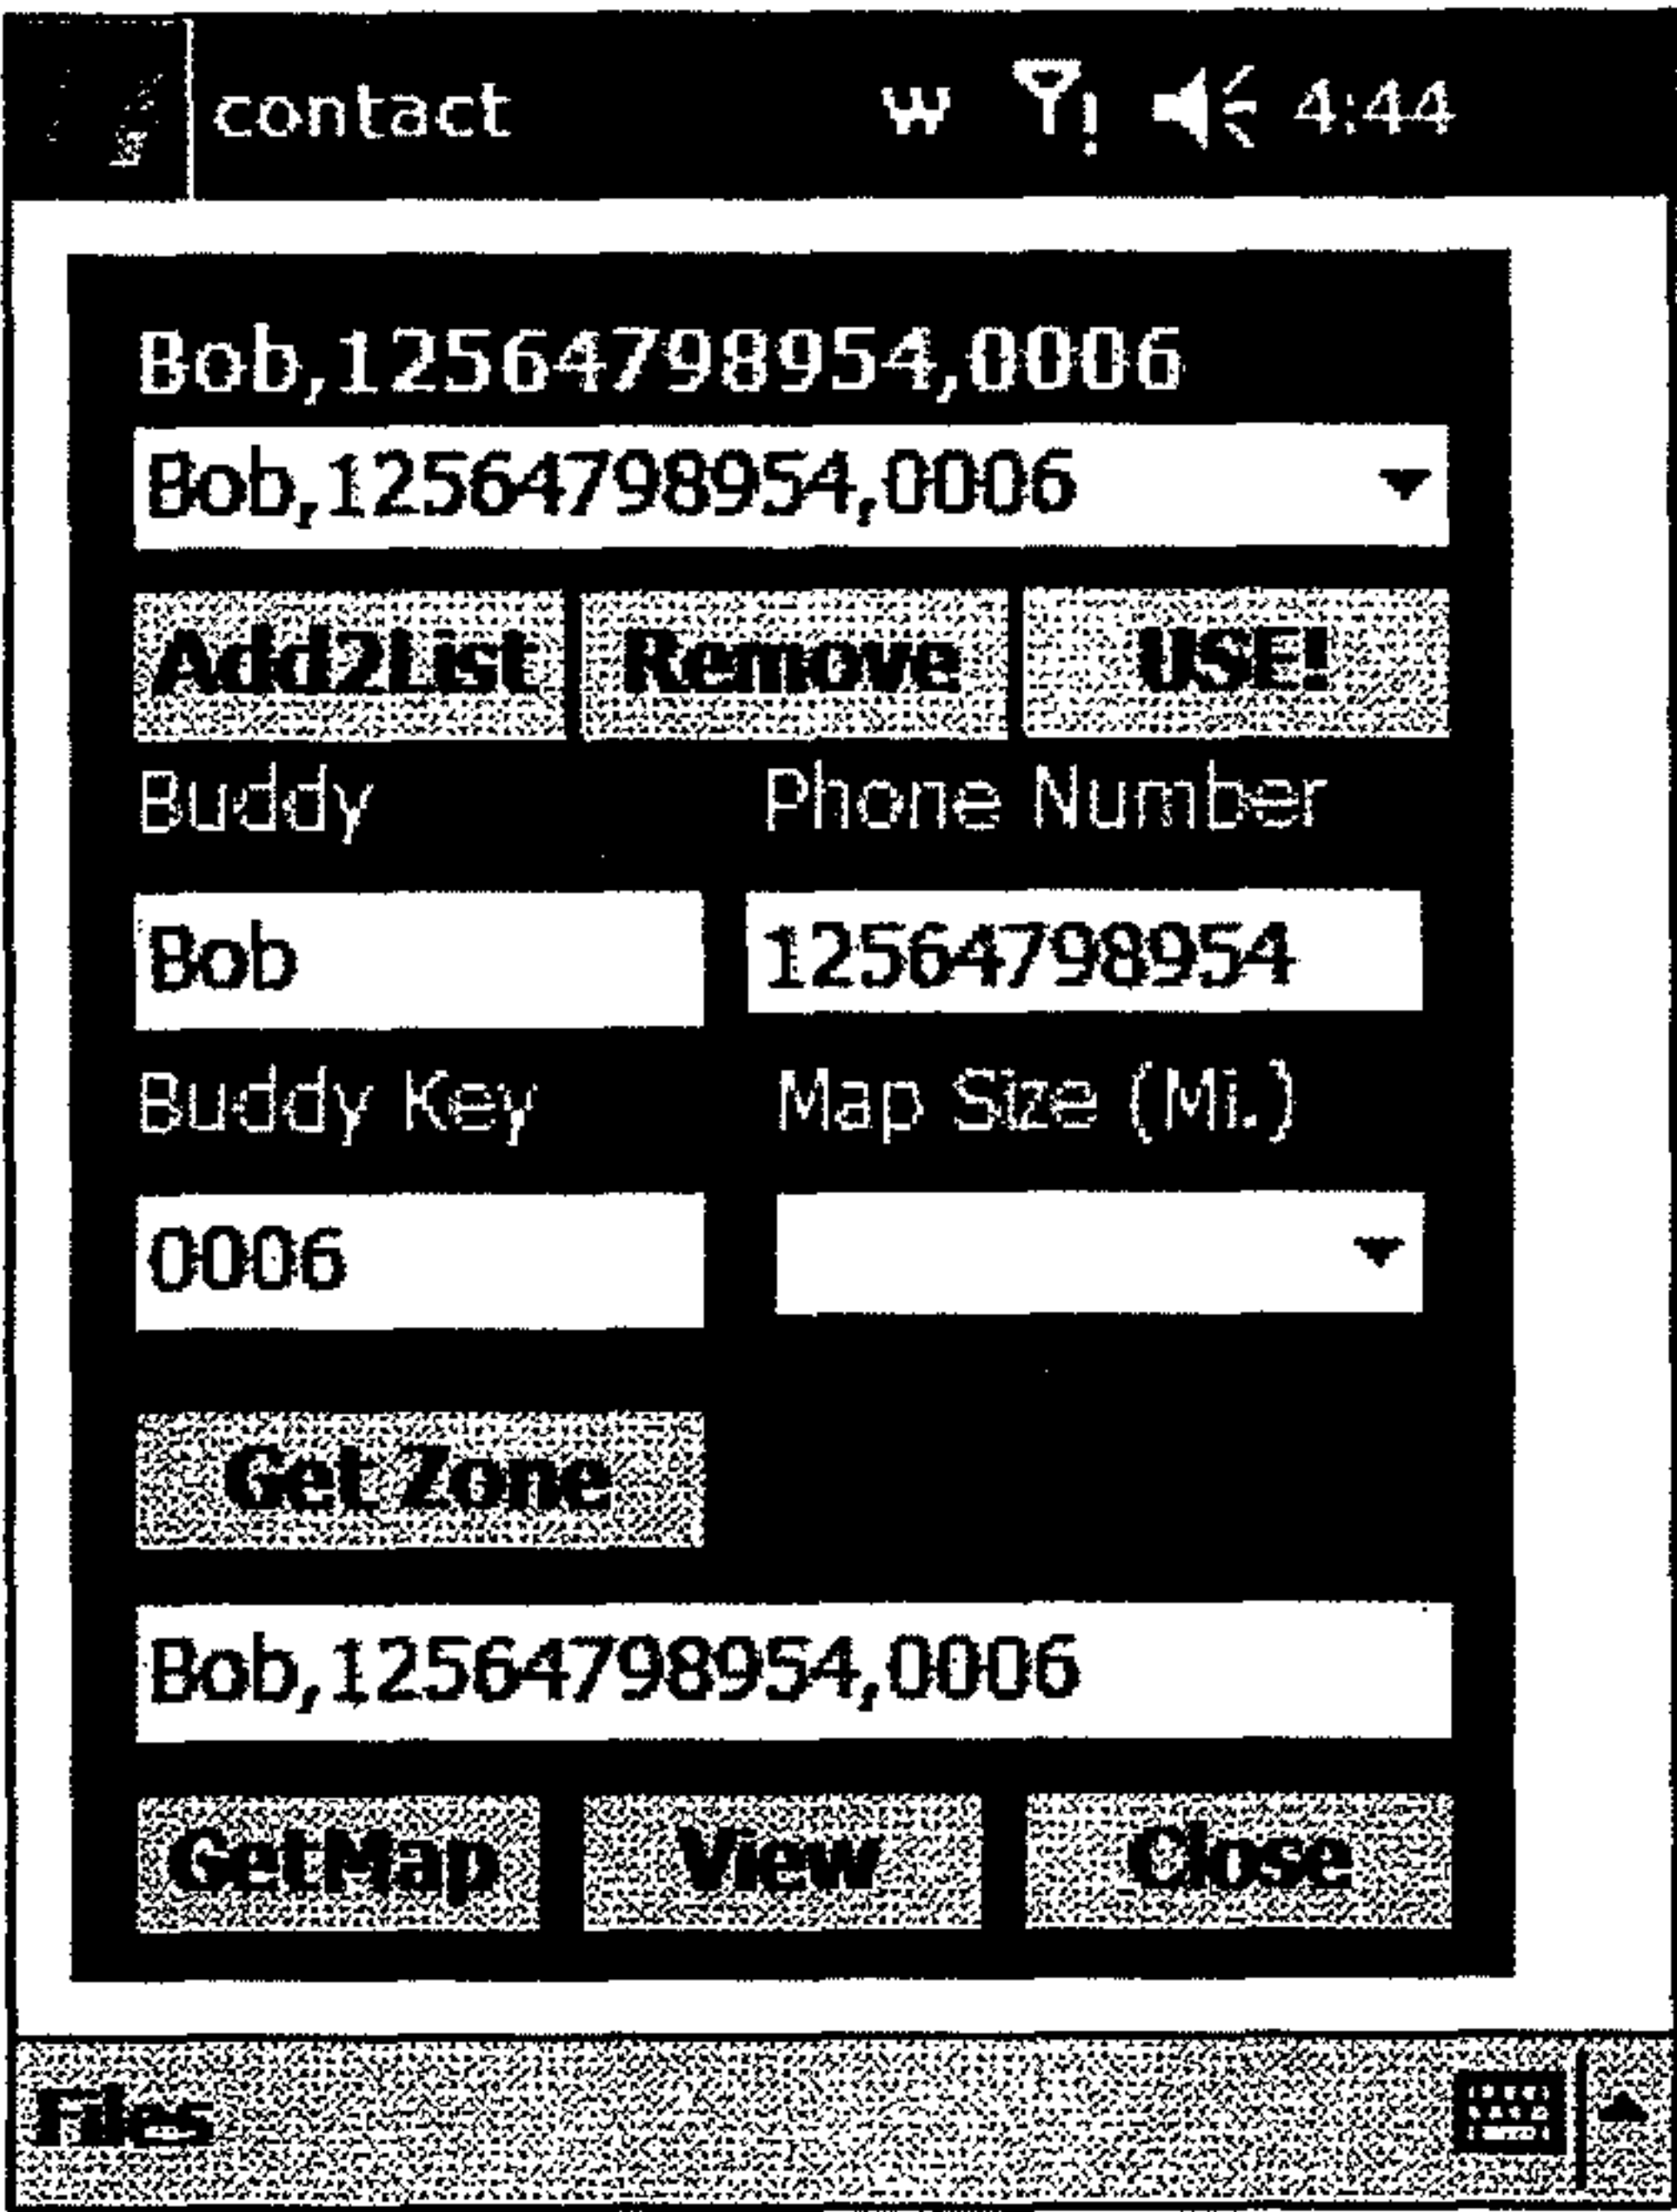 contact 4:44
Bob,12564798954,0006
Bob,12564798954,0006
Add2List Remove USE!
Buddy Phone Number
Bob 12564798954
Buddy Key Map Size (Mi.)
0006
Get Zone
Bob,12564798954,0006
GetMap View Close
Files